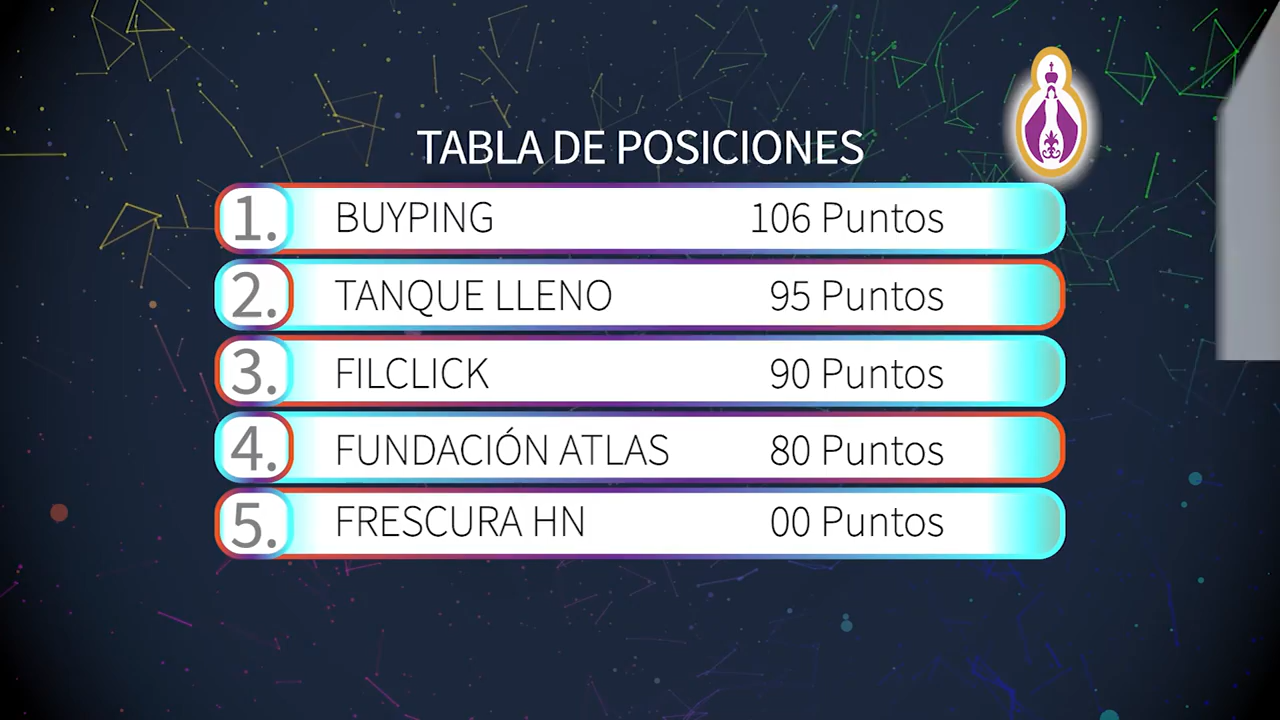 TABLA DE POSICIONES
1. BUYPING 106 Puntos
2. TANQUE LLENO 95 Puntos
3. FILCLICK 90 Puntos
4. FUNDACIÓN ATLAS 80 Puntos
5. FRESCURA HN 00 Puntos